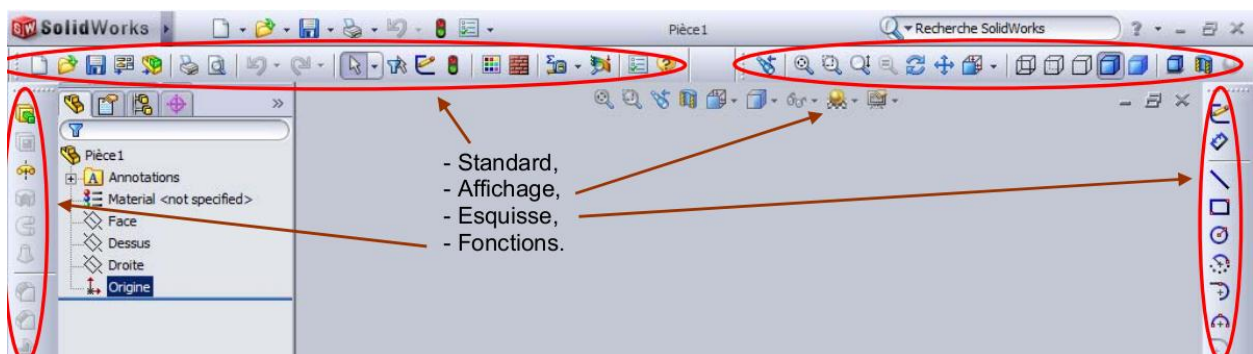 SolidWorks
Pièce1
Recherche SolidWorks
Pièce1
Annotations
Material <not specified>
Face
Dessus
Droite
Origine
- Standard,
- Affichage,
- Esquisse,
- Fonctions.